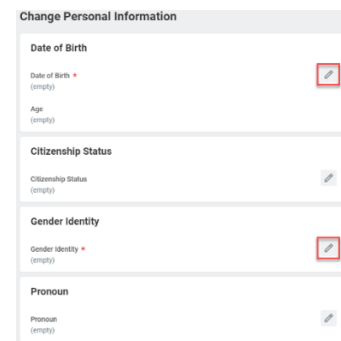 Change Personal Information
Date of Birth
Date of Birth *
(empty)
Age
(empty)
Citizenship Status
Citizenship Status
(empty)
Gender Identity
Gender Identity *
(empty)
Pronoun
Pronoun
(empty)